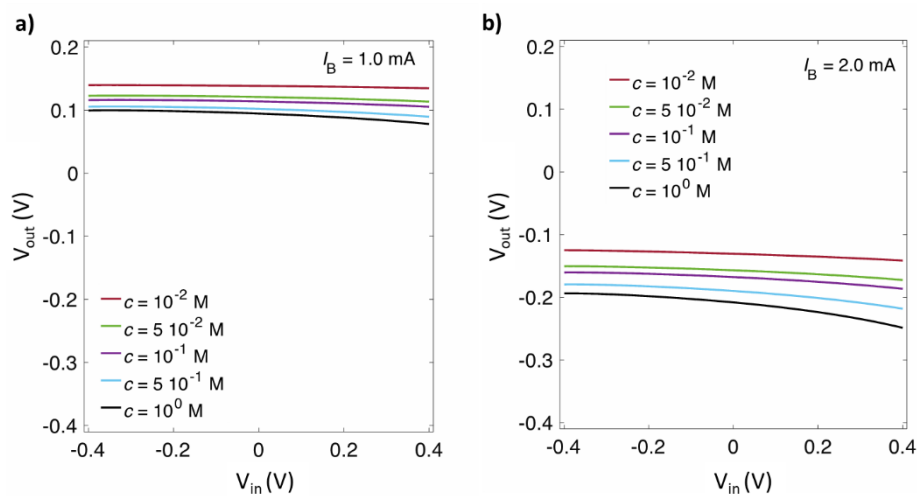 a)
I_B = 1.0 mA
0.2
0.1
0
-0.1
-0.2
-0.3
-0.4
V_out (V)
c = 10^-2 M
c = 5 10^-2 M
c = 10^-1 M
c = 5 10^-1 M
c = 10^0 M
-0.4
-0.2
0
0.2
0.4
V_in (V)
b)
I_B = 2.0 mA
0.2
0.1
0
-0.1
-0.2
-0.3
-0.4
V_out (V)
c = 10^-2 M
c = 5 10^-2 M
c = 10^-1 M
c = 5 10^-1 M
c = 10^0 M
-0.4
-0.2
0
0.2
0.4
V_in (V)